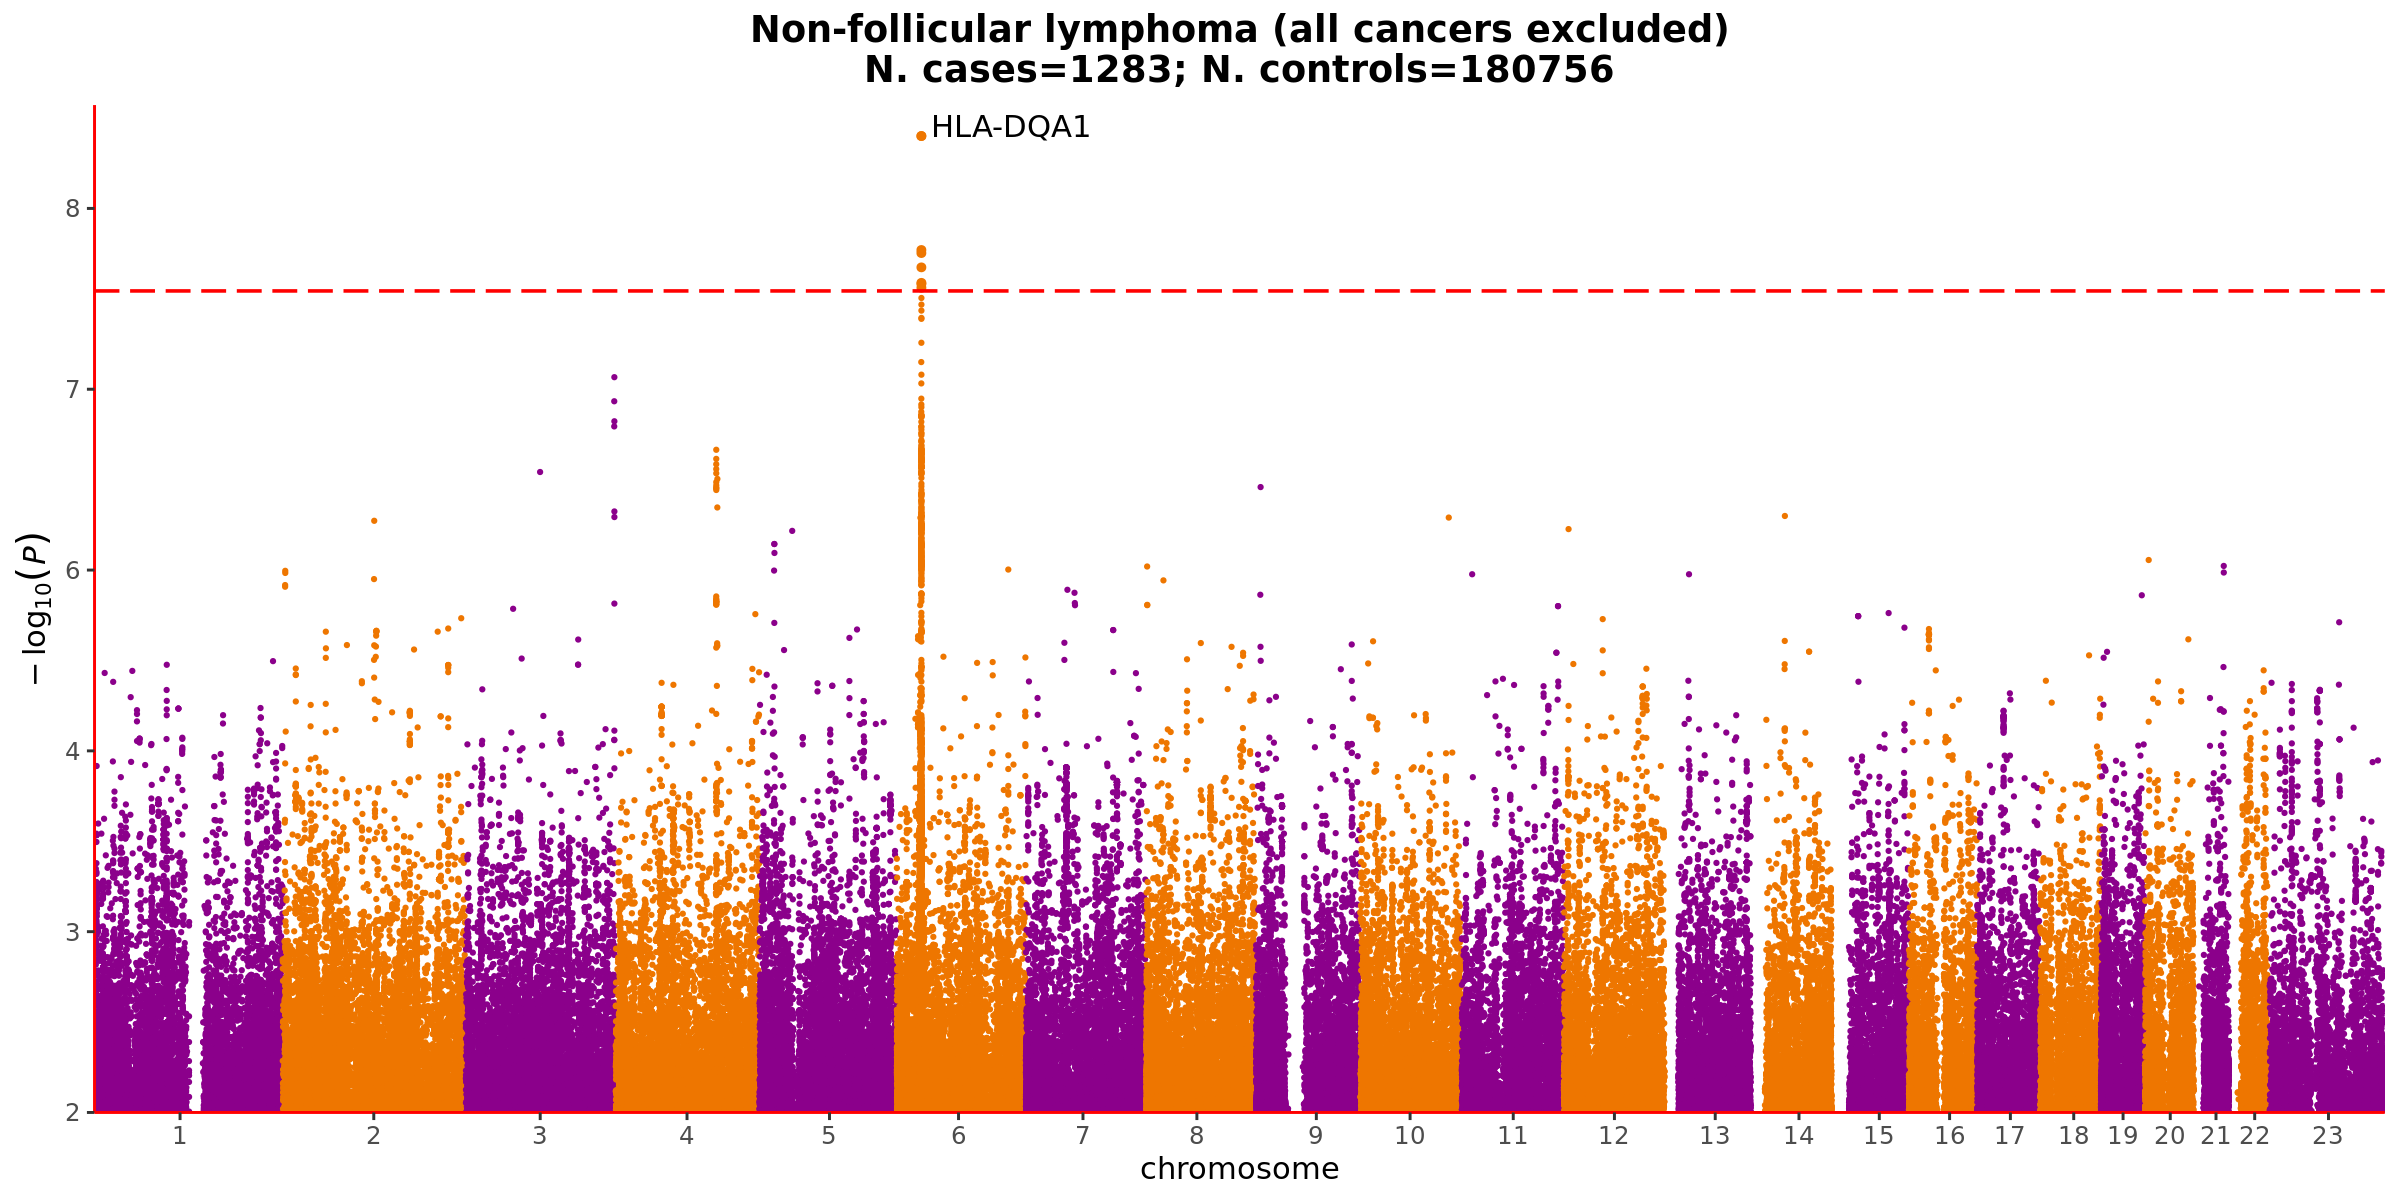 Non-follicular lymphoma (all cancers excluded)
N. cases=1283; N. controls=180756
HLA-DQA1
8
7
6
4
3
2
− log10(P)
1 2 3 4 5 6 7 8 9 10 11 12 13 14 15 16 17 18 19 20 21 22 23
chromosome